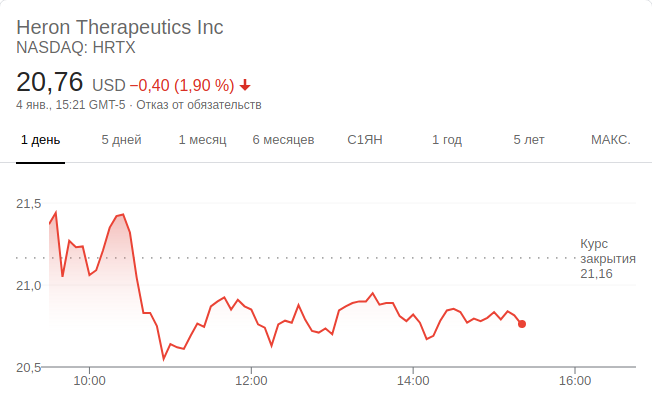 Heron Therapeutics Inc
NASDAQ: HRTX
20,76 USD −0,40 (1,90 %)
4 янв., 15:21 GMT-5 · Отказ от обязательств
1 день 5 дней 1 месяц 6 месяцев С1ЯН 1 год 5 лет МАКС.
21,5
Курс
закрытия
21,16
21,0
20,5
10:00 12:00 14:00 16:00